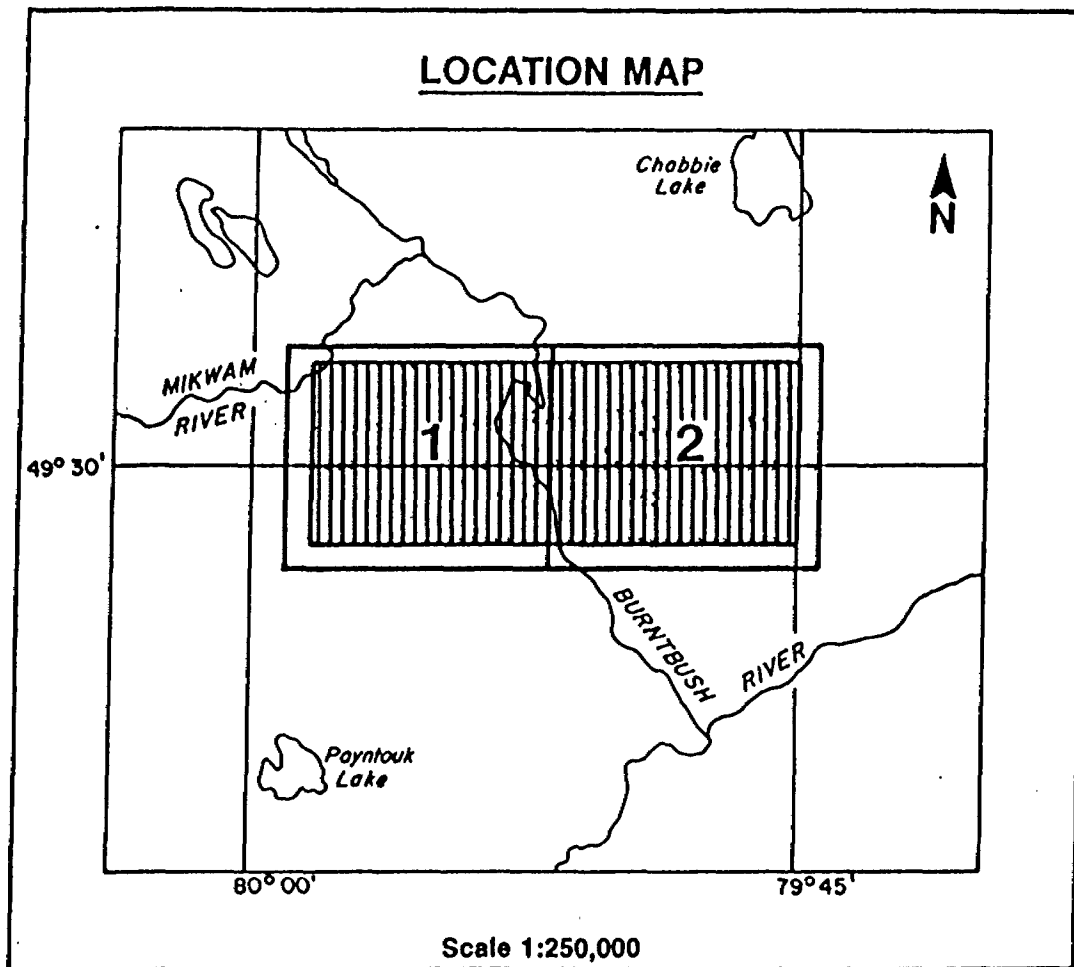 LOCATION MAP
Chabbie
Lake
N
MIKWAM
RIVER
1
2
49° 30'
BURNTBUSH
RIVER
Payntouk
Lake
80° 00'
79° 45'
Scale 1:250,000